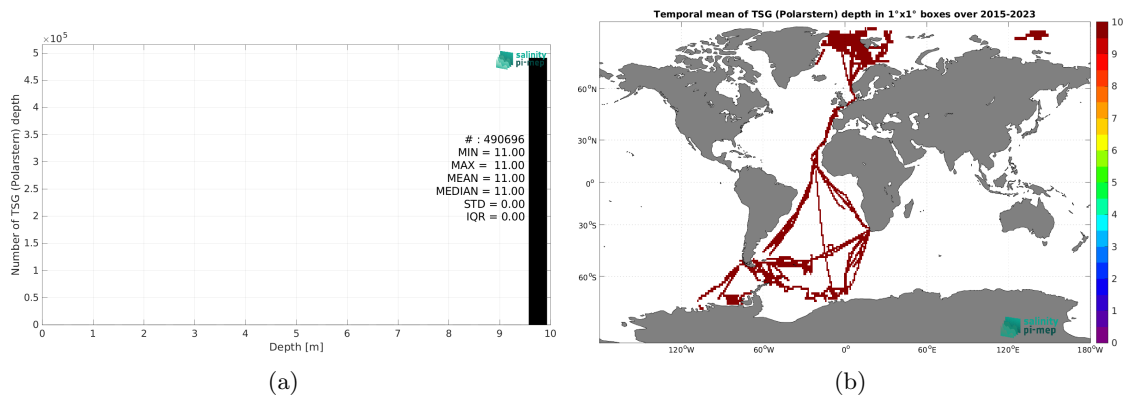 ×10⁵
5
4.5
4
3.5
3
2.5
2
1.5
1
0.5
0
Number of TSG (Polarstern) depth
salinity
pi-mep
# : 490696
MIN = 11.00
MAX = 11.00
MEAN = 11.00
MEDIAN = 11.00
STD = 0.00
IQR = 0.00
0 1 2 3 4 5 6 7 8 9 10
Depth [m]
(a)
Temporal mean of TSG (Polarstern) depth in 1°x1° boxes over 2015-2023
60°N
30°N
0°
30°S
60°S
120°W 60°W 0° 60°E 120°E 180°W
salinity
pi-mep
10
9
8
7
6
5
4
3
2
1
0
(b)